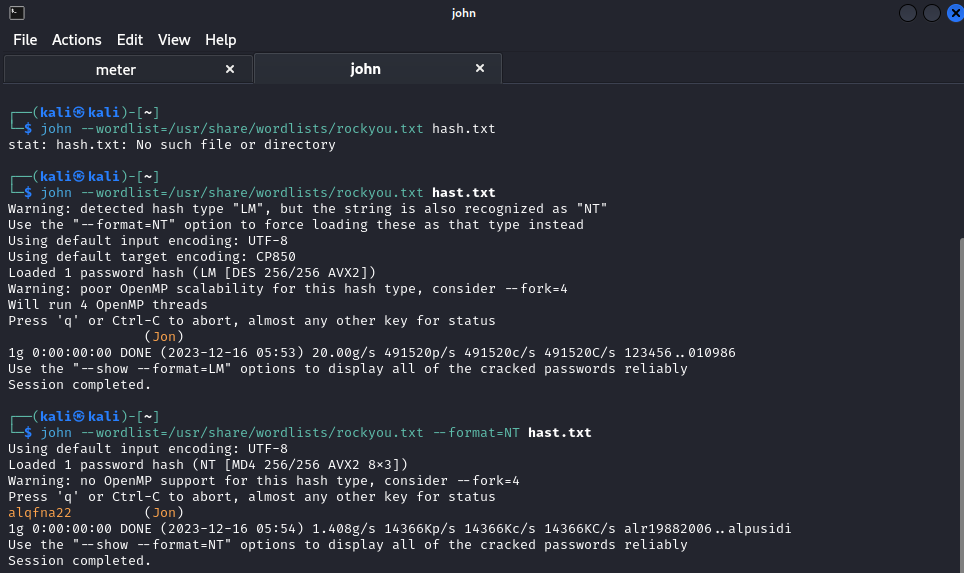 john
File Actions Edit View Help
meter × john ×
┌──(kali㉿kali)-[~]
└─$ john --wordlist=/usr/share/wordlists/rockyou.txt hash.txt
stat: hash.txt: No such file or directory
┌──(kali㉿kali)-[~]
└─$ john --wordlist=/usr/share/wordlists/rockyou.txt hast.txt
Warning: detected hash type "LM", but the string is also recognized as "NT"
Use the "--format=NT" option to force loading these as that type instead
Using default input encoding: UTF-8
Using default target encoding: CP850
Loaded 1 password hash (LM [DES 256/256 AVX2])
Warning: poor OpenMP scalability for this hash type, consider --fork=4
Will run 4 OpenMP threads
Press 'q' or Ctrl-C to abort, almost any other key for status
(Jon)
1g 0:00:00:00 DONE (2023-12-16 05:53) 20.00g/s 491520p/s 491520c/s 491520C/s 123456..010986
Use the "--show --format=LM" options to display all of the cracked passwords reliably
Session completed.
┌──(kali㉿kali)-[~]
└─$ john --wordlist=/usr/share/wordlists/rockyou.txt --format=NT hast.txt
Using default input encoding: UTF-8
Loaded 1 password hash (NT [MD4 256/256 AVX2 8x3])
Warning: no OpenMP support for this hash type, consider --fork=4
Press 'q' or Ctrl-C to abort, almost any other key for status
alqfna22 (Jon)
1g 0:00:00:00 DONE (2023-12-16 05:54) 1.408g/s 14366Kp/s 14366Kc/s 14366KC/s alr19882006..alpusidi
Use the "--show --format=NT" options to display all of the cracked passwords reliably
Session completed.